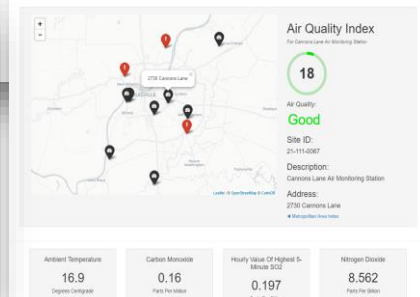 +
-
2730 Cannons Lane
Leaflet | © OpenStreetMap © CartoDB
Air Quality Index
For Cannons Lane Air Monitoring Station
18
Air Quality:
Good
Site ID:
21-111-0067
Description:
Cannons Lane Air Monitoring Station
Address:
2730 Cannons Lane
Metropolitan Area Index
Ambient Temperature
16.9
Degrees Centigrade
Carbon Monoxide
0.16
Parts Per Million
Hourly Value Of Highest 5-
Minute SO2
0.197
Nitrogen Dioxide
8.562
Parts Per Billion